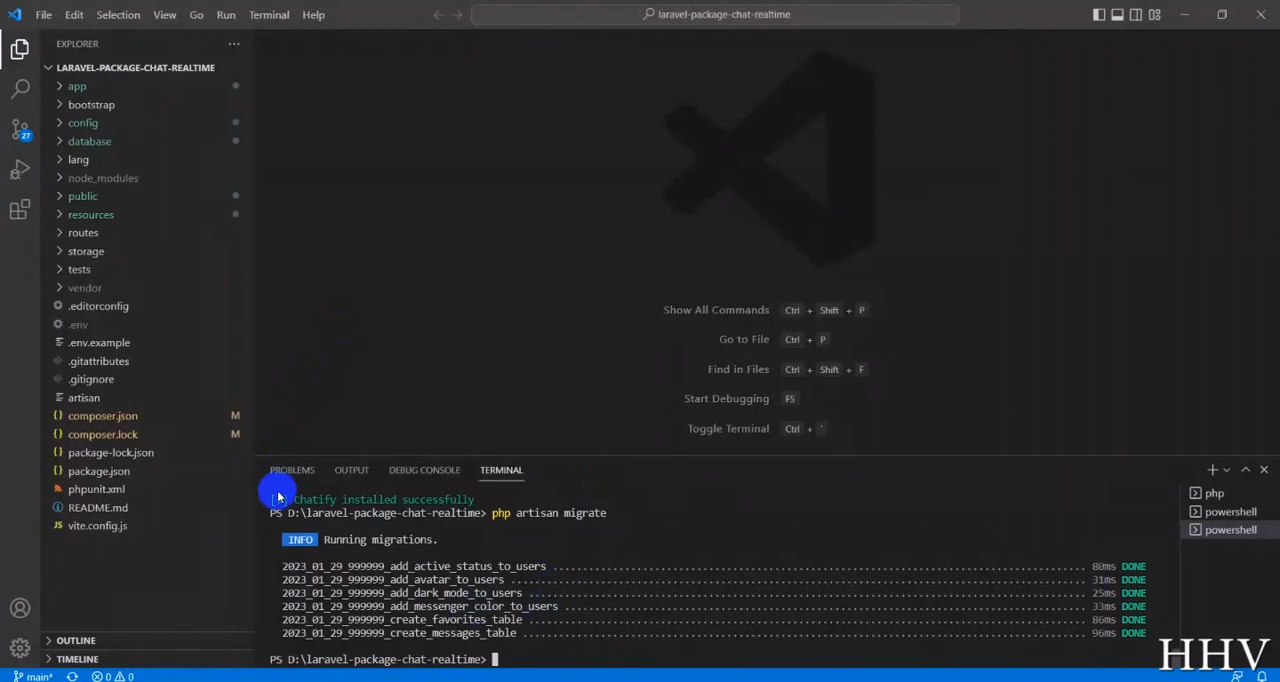 File Edit Selection View Go Run Terminal Help
laravel-package-chat-realtime
EXPLORER
LARAVEL-PACKAGE-CHAT-REALTIME
app
bootstrap
config
database
lang
node_modules
public
resources
routes
storage
tests
vendor
.editorconfig
.env
.env.example
.gitattributes
.gitignore
artisan
composer.json M
composer.lock M
package-lock.json
package.json
phpunit.xml
README.md
vite.config.js
OUTLINE
TIMELINE
27
Show All Commands Ctrl + Shift + P
Go to File Ctrl + P
Find in Files Ctrl + Shift + F
Start Debugging F5
Toggle Terminal Ctrl + `
PROBLEMS OUTPUT DEBUG CONSOLE TERMINAL
Chatify installed successfully
PS D:\laravel-package-chat-realtime> php artisan migrate
INFO Running migrations.
2023_01_29_999999_add_active_status_to_users 80ms DONE
2023_01_29_999999_add_avatar_to_users 31ms DONE
2023_01_29_999999_add_dark_mode_to_users 25ms DONE
2023_01_29_999999_add_messenger_color_to_users 33ms DONE
2023_01_29_999999_create_favorites_table 86ms DONE
2023_01_29_999999_create_messages_table 96ms DONE
PS D:\laravel-package-chat-realtime>
php
powershell
powershell
HHV
main* 0 0